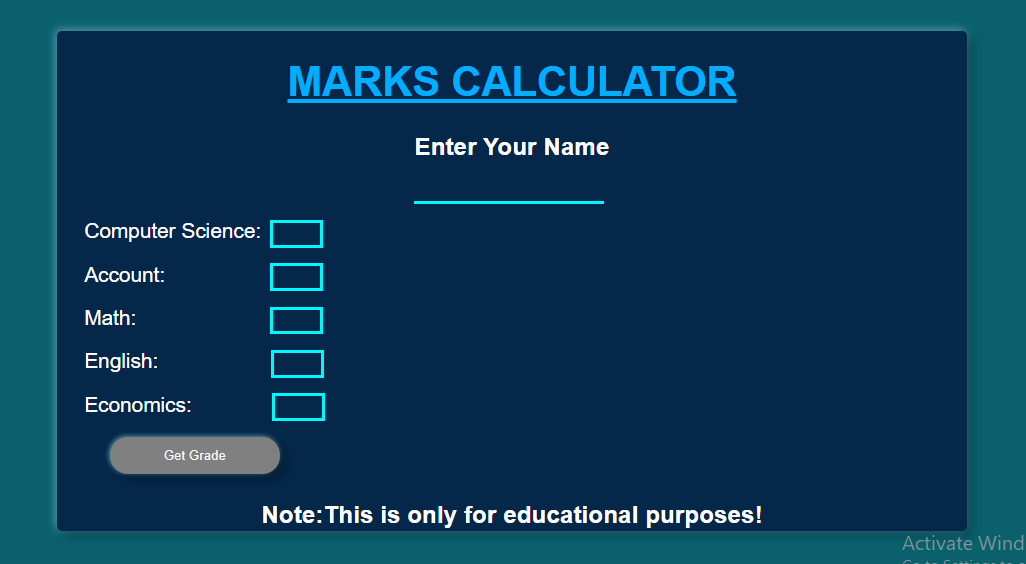 MARKS CALCULATOR
Enter Your Name
Computer Science:
Account:
Math:
English:
Economics:
Get Grade
Note:This is only for educational purposes!
Activate Wind
Go to Settings to